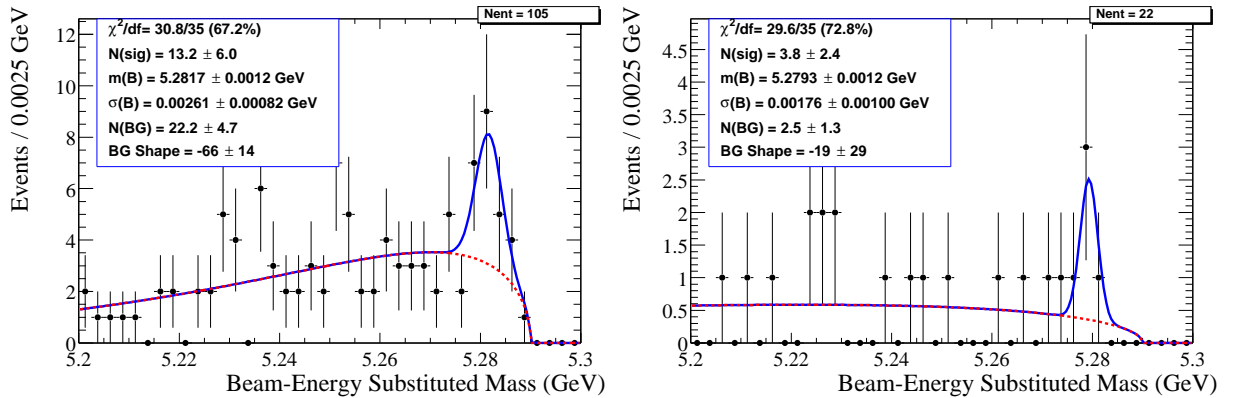 Nent = 105
χ²/df= 30.8/35 (67.2%)
N(sig) = 13.2 ± 6.0
m(B) = 5.2817 ± 0.0012 GeV
σ(B) = 0.00261 ± 0.00082 GeV
N(BG) = 22.2 ± 4.7
BG Shape = -66 ± 14
Events / 0.0025 GeV
12
10
8
6
4
2
0
5.2 5.22 5.24 5.26 5.28 5.3
Beam-Energy Substituted Mass (GeV)
Nent = 22
χ²/df= 29.6/35 (72.8%)
N(sig) = 3.8 ± 2.4
m(B) = 5.2793 ± 0.0012 GeV
σ(B) = 0.00176 ± 0.00100 GeV
N(BG) = 2.5 ± 1.3
BG Shape = -19 ± 29
Events / 0.0025 GeV
4.5
4
3.5
3
2.5
2
1.5
1
0.5
0
5.2 5.22 5.24 5.26 5.28 5.3
Beam-Energy Substituted Mass (GeV)